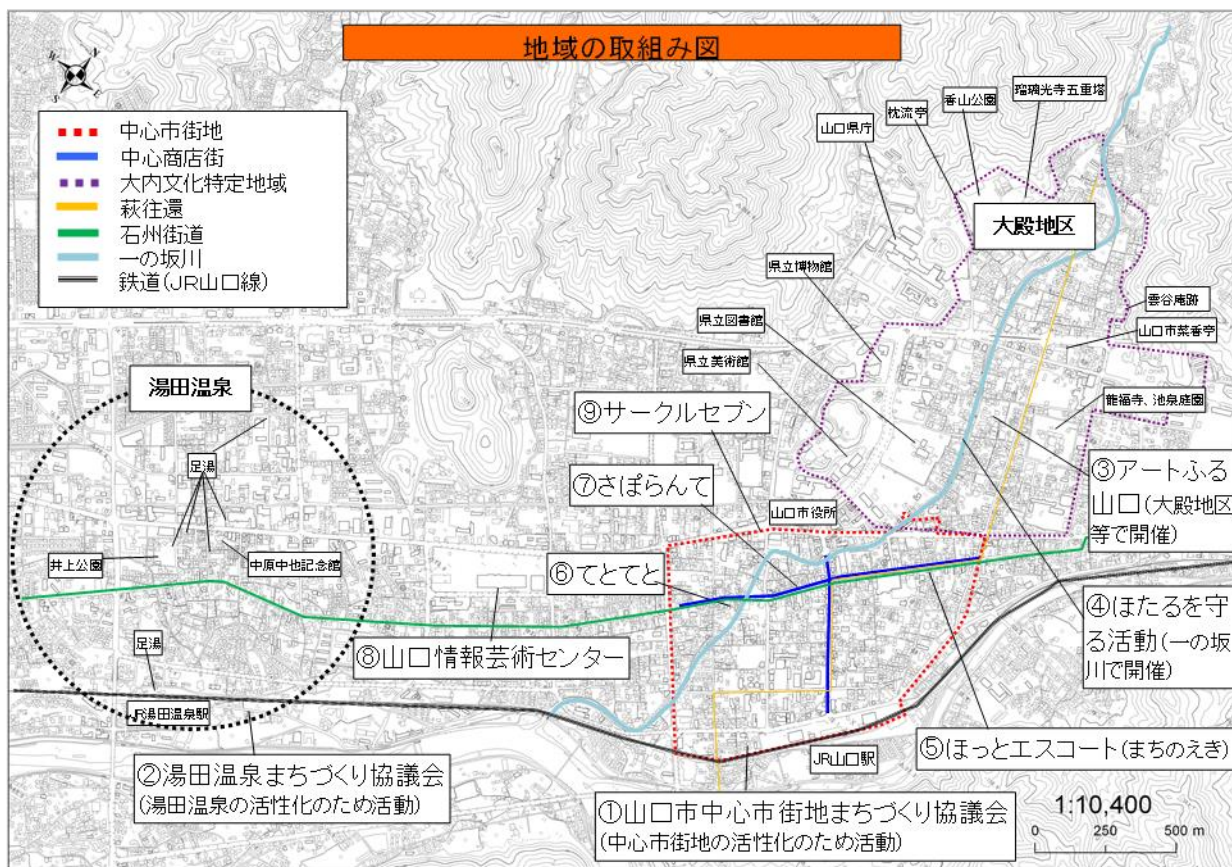 地域の取組み図
N
W
E
S
中心市街地
中心商店街
大内文化特定地域
萩往還
石州街道
一の坂川
鉄道(JR山口線)
瑠璃光寺五重塔
香山公園
枕流亭
山口県庁
大殿地区
県立博物館
雲谷庵跡
県立図書館
山口市菜香亭
県立美術館
龍福寺、池泉庭園
湯田温泉
⑨サークルセブン
足湯
⑦さぽらんて
山口市役所
③アートふる
山口(大殿地区
等で開催)
井上公園
中原中也記念館
⑥てとてと
④ほたるを守
る活動(一の坂
川で開催)
足湯
⑧山口情報芸術センター
JR湯田温泉駅
JR山口駅
⑤ほっとエスコート(まちのえき)
②湯田温泉まちづくり協議会
(湯田温泉の活性化のため活動)
①山口市中心市街地まちづくり協議会
(中心市街地の活性化のため活動)
1:10,400
0 250 500 m